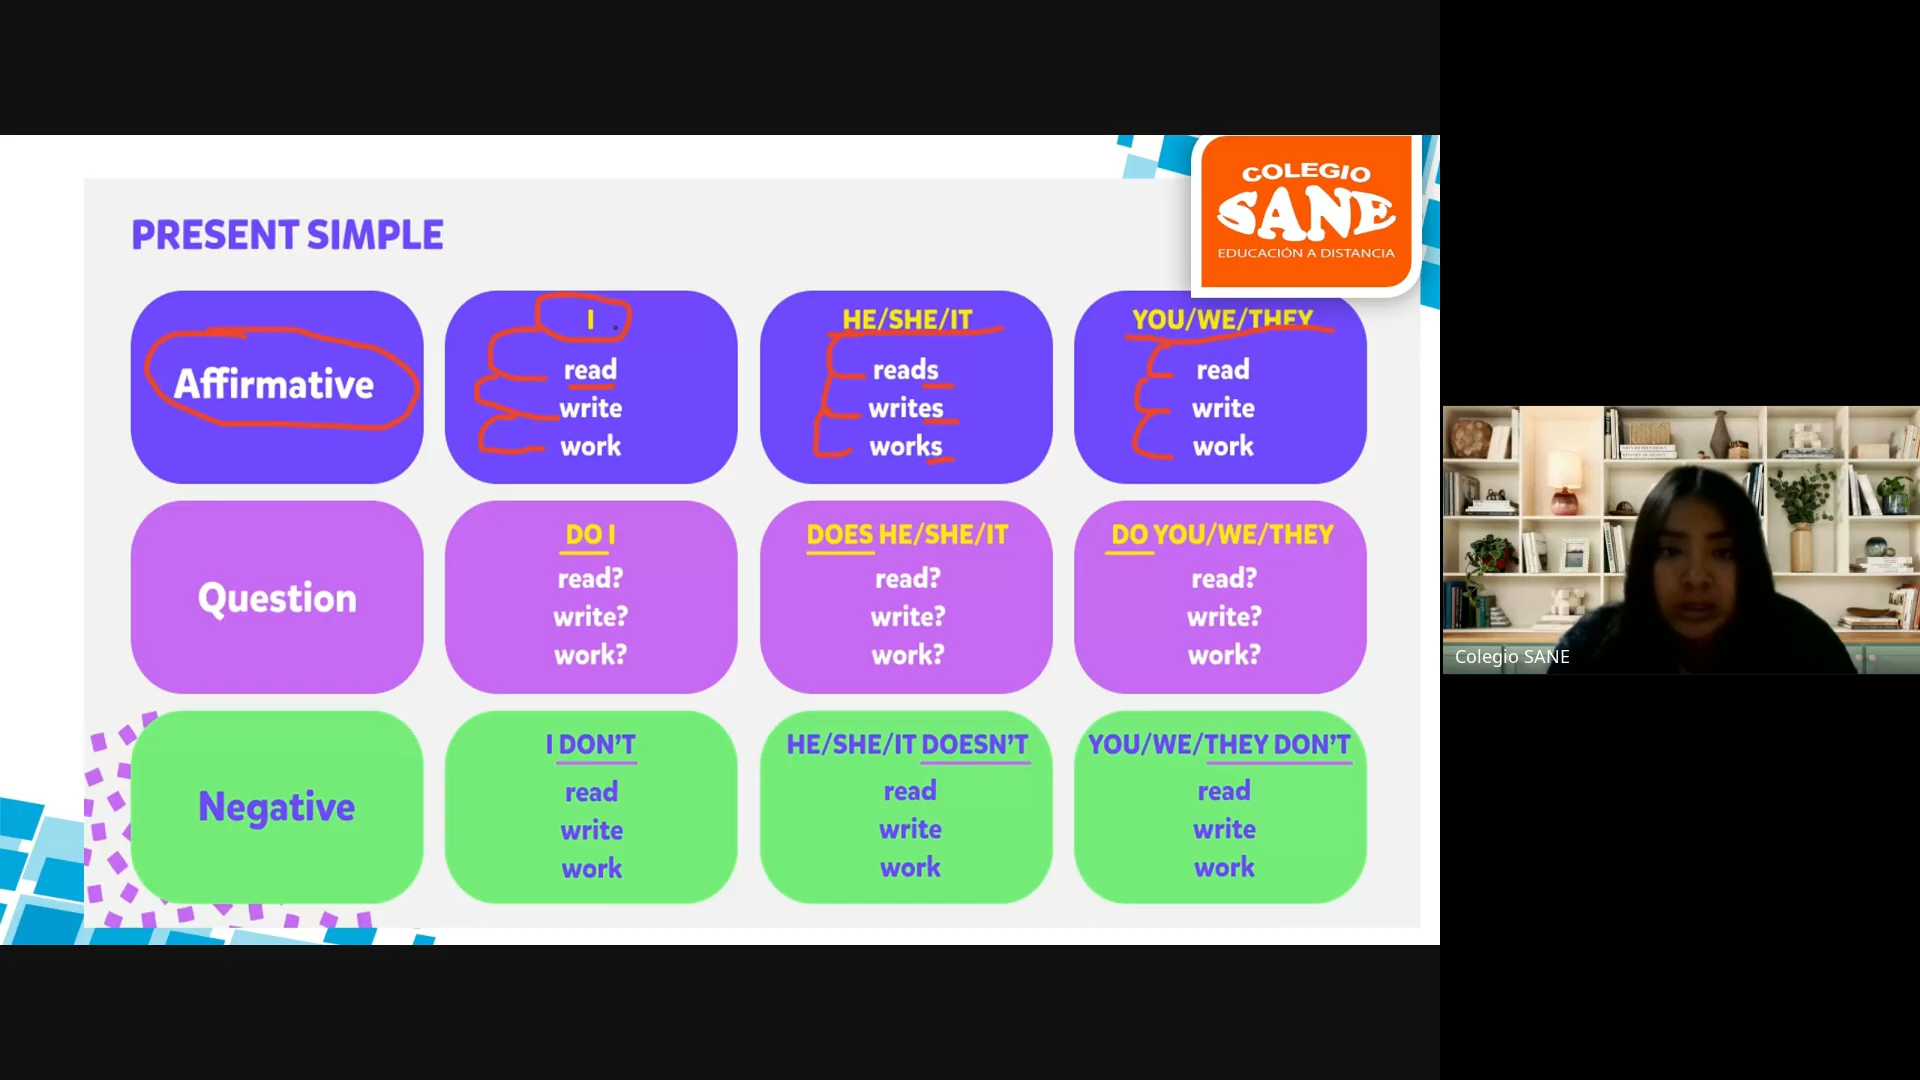 COLEGIO
SANE
EDUCACIÓN A DISTANCIA
PRESENT SIMPLE
Affirmative
I
read
write
work
HE/SHE/IT
reads
writes
works
YOU/WE/THEY
read
write
work
Question
DO I
read?
write?
work?
DOES HE/SHE/IT
read?
write?
work?
DO YOU/WE/THEY
read?
write?
work?
Negative
I DON'T
read
write
work
HE/SHE/IT DOESN'T
read
write
work
YOU/WE/THEY DON'T
read
write
work
Colegio SANE